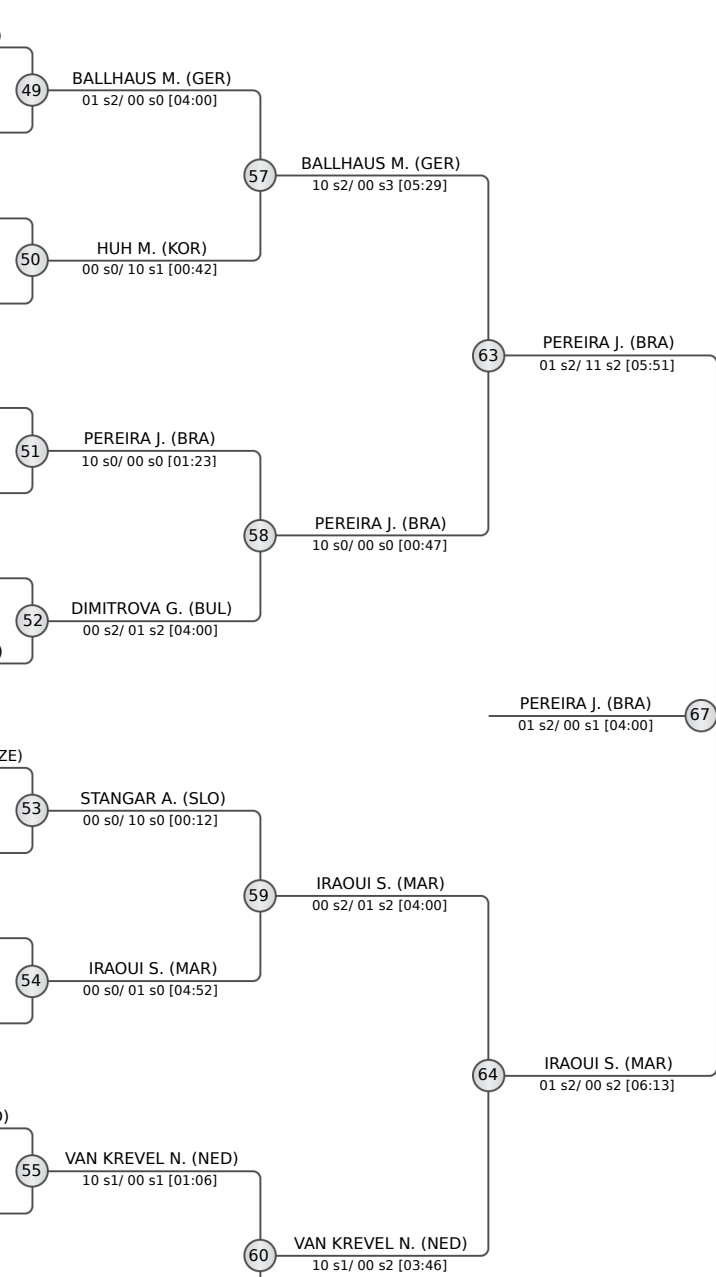 )
49
BALLHAUS M. (GER)
01 s2/ 00 s0 [04:00]
57
BALLHAUS M. (GER)
10 s2/ 00 s3 [05:29]
50
HUH M. (KOR)
00 s0/ 10 s1 [00:42]
63
PEREIRA J. (BRA)
01 s2/ 11 s2 [05:51]
51
PEREIRA J. (BRA)
10 s0/ 00 s0 [01:23]
58
PEREIRA J. (BRA)
10 s0/ 00 s0 [00:47]
52
DIMITROVA G. (BUL)
00 s2/ 01 s2 [04:00]
)
PEREIRA J. (BRA)
01 s2/ 00 s1 [04:00]
67
ZE)
53
STANGAR A. (SLO)
00 s0/ 10 s0 [00:12]
59
IRAOUI S. (MAR)
00 s2/ 01 s2 [04:00]
54
IRAOUI S. (MAR)
00 s0/ 01 s0 [04:52]
64
IRAOUI S. (MAR)
01 s2/ 00 s2 [06:13]
)
55
VAN KREVEL N. (NED)
10 s1/ 00 s1 [01:06]
60
VAN KREVEL N. (NED)
10 s1/ 00 s2 [03:46]